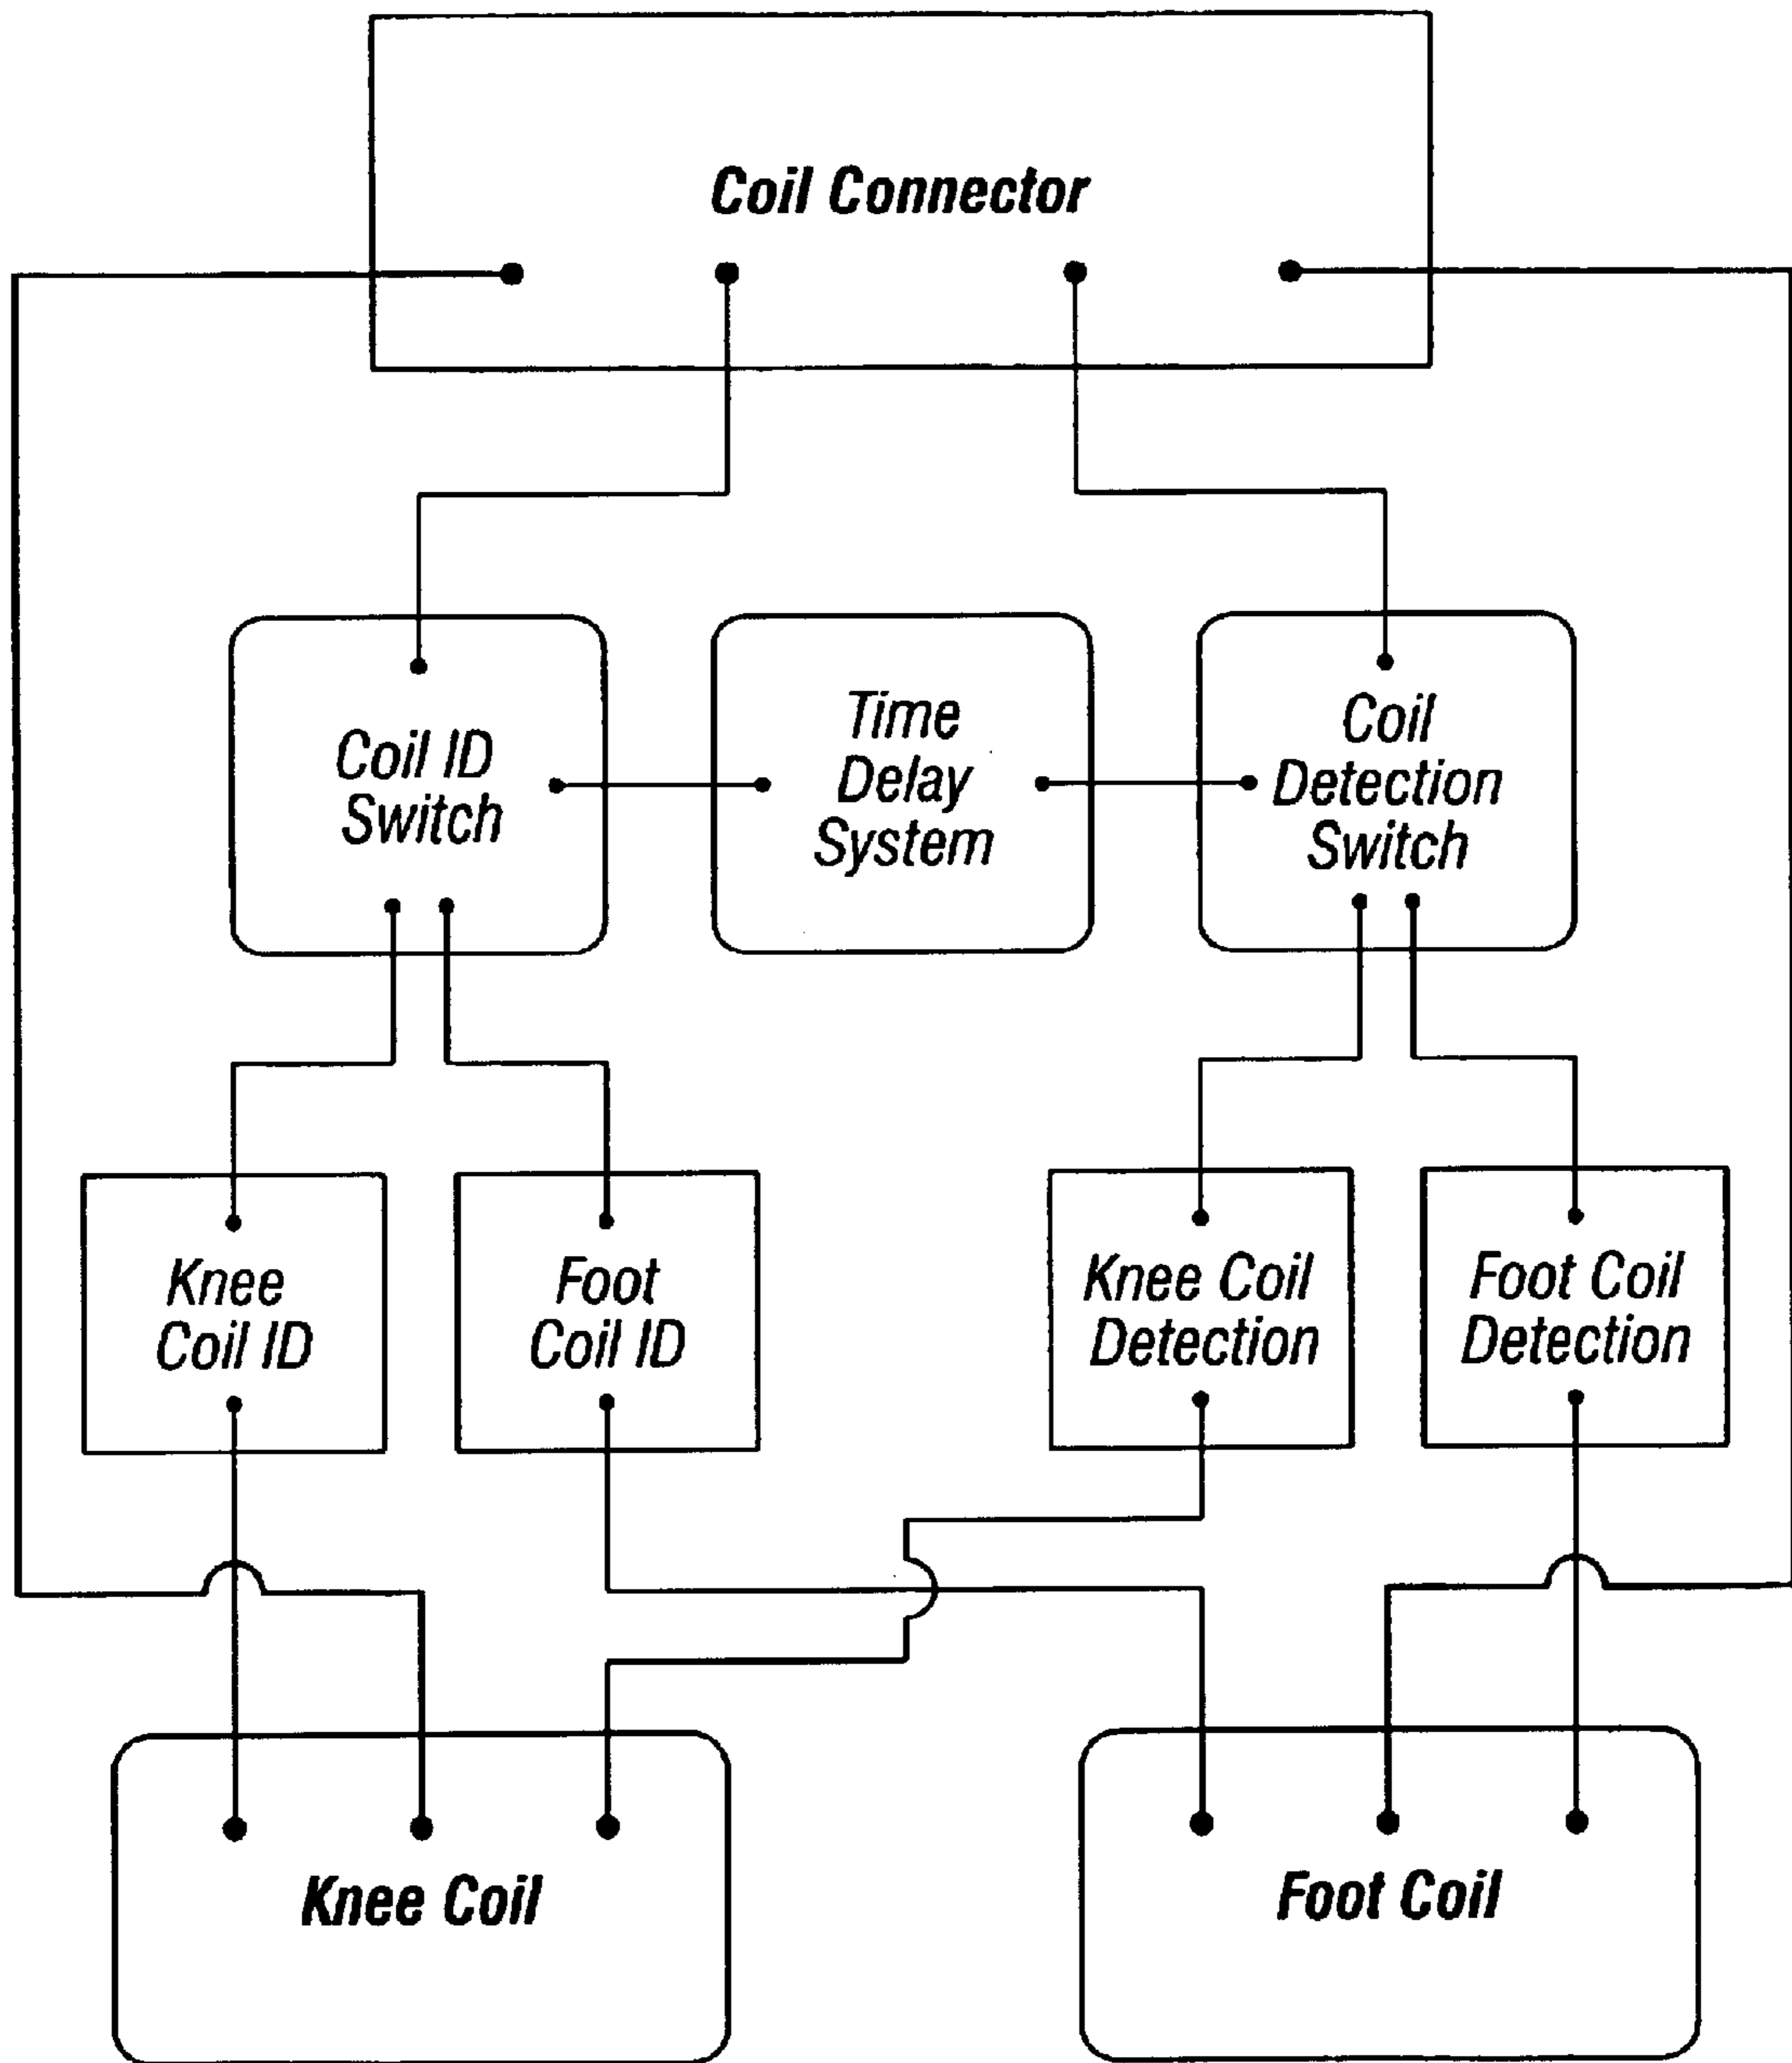 Coil Connector
Coil ID
Switch
Time
Delay
System
Coil
Detection
Switch
Knee
Coil ID
Foot
Coil ID
Knee Coil
Detection
Foot Coil
Detection
Knee Coil
Foot Coil